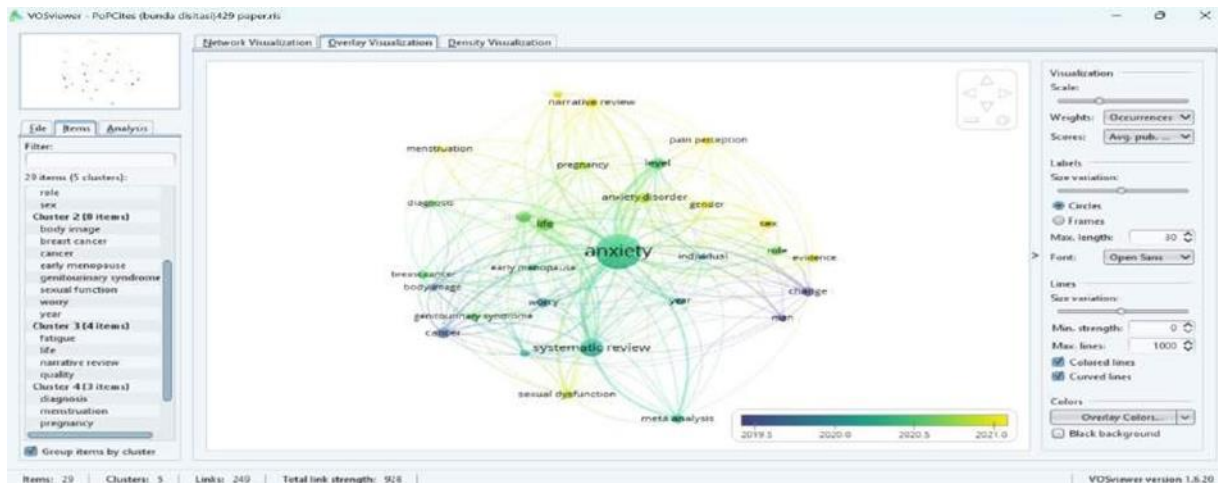 VOSviewer - PoPCites (bunda disitasi)429 paper.ris
Network Visualization Overlay Visualization Density Visualization
File Items Analysis
Filter:
29 items (5 clusters):
role
sex
Cluster 2 (8 items)
body image
breast cancer
cancer
early menopause
genitourinary syndrome
sexual function
worry
year
Cluster 3 (4 items)
fatigue
life
narrative review
quality
Cluster 4 (3 items)
diagnosis
menstruation
pregnancy
Group items by cluster
narrative review
menstruation
pain perception
pregnancy
level
anxiety disorder
gender
diagnosis
life
sex
anxiety
individual
role
evidence
early menopause
breast cancer
body image
change
worry
year
genitourinary syndrome
man
cancer
systematic review
sexual dysfunction
meta analysis
2019.5 2020.0 2020.5 2021.0
Visualization
Scale:
Weights: Occurrences
Scores: Avg. pub. ...
Labels
Size variation:
Circles
Frames
Max. length: 30
Font: Open Sans
Lines
Size variation:
Min. strength: 0
Max. lines: 1000
Colored lines
Curved lines
Colors
Overlay Colors...
Black background
Items: 29 Clusters: 5 Links: 249 Total link strength: 928
VOSviewer version 1.6.20